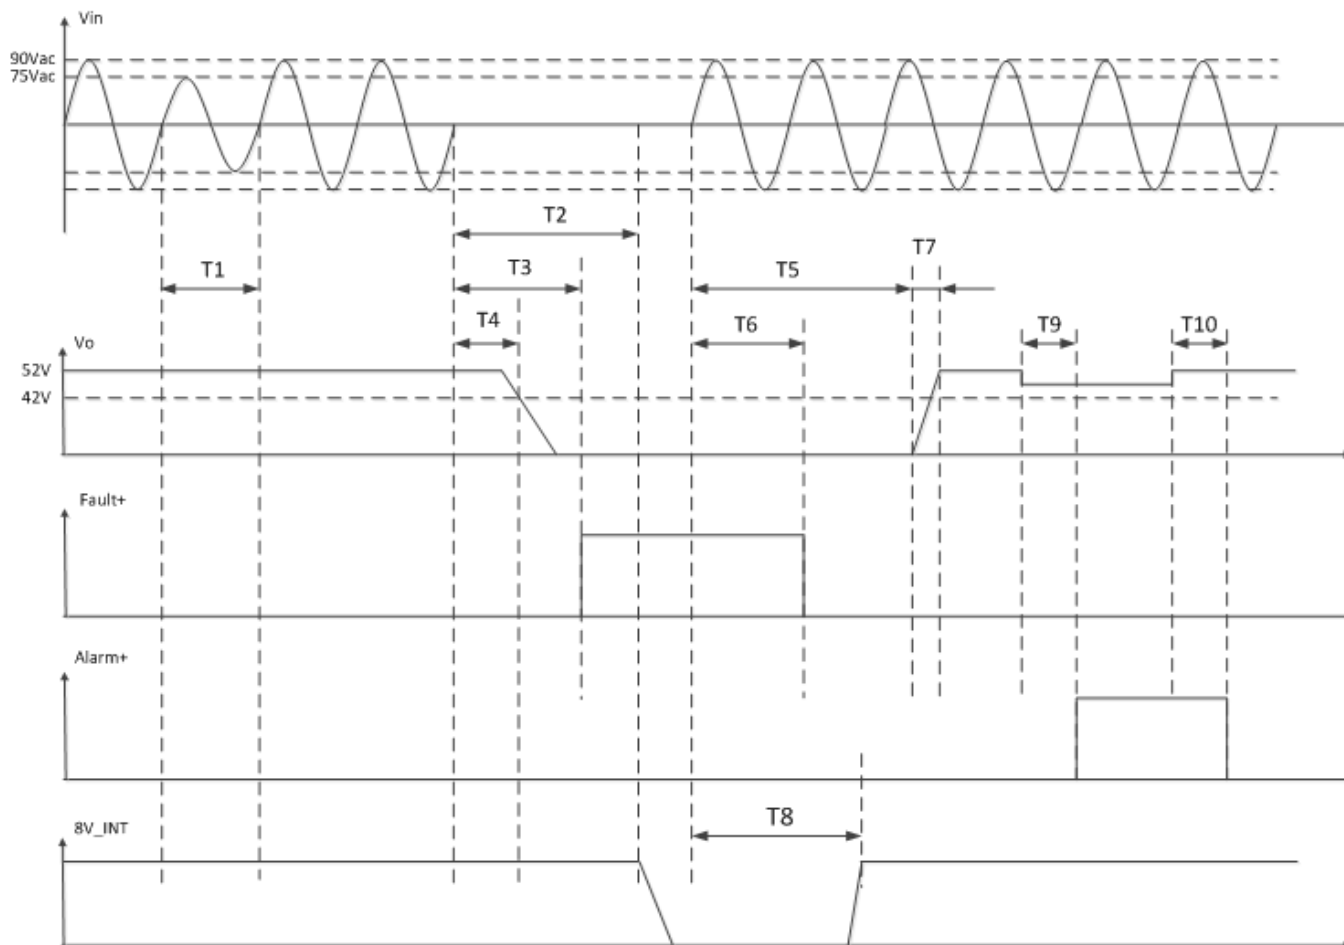 Vin
90Vac
75Vac
T2
T7
T1
T3
T5
T4
T6
T9
T10
Vo
52V
42V
Fault+
Alarm+
8V_INT
T8